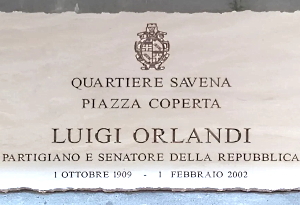 QUARTIERE SAVENA
PIAZZA COPERTA
LUIGI ORLANDI
PARTIGIANO E SENATORE DELLA REPUBBLICA
1 OTTOBRE 1909 - 1 FEBBRAIO 2002